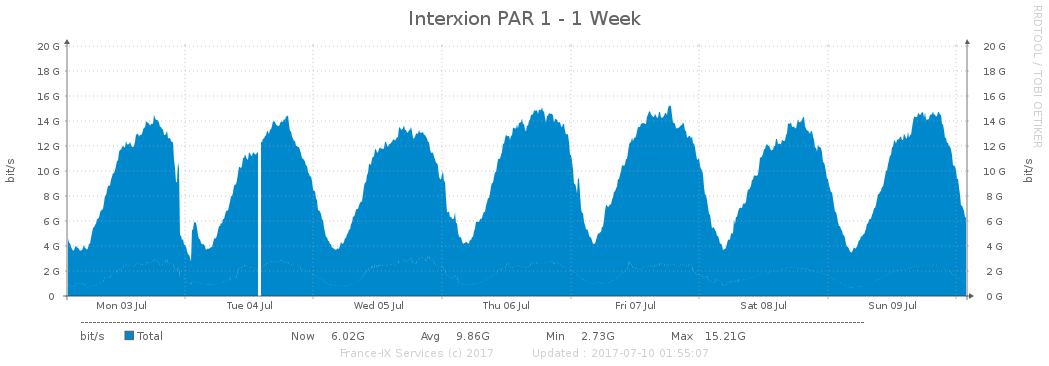 Interxion PAR 1 - 1 Week
RRDTOOL / TOBI OETIKER
20 G 20 G
18 G 18 G
16 G 16 G
14 G 14 G
12 G 12 G
10 G 10 G
8 G 8 G
6 G 6 G
4 G 4 G
2 G 2 G
0 0 G
bit/s
bit/s
Mon 03 Jul Tue 04 Jul Wed 05 Jul Thu 06 Jul Fri 07 Jul Sat 08 Jul Sun 09 Jul
bit/s Total Now 6.02G Avg 9.86G Min 2.73G Max 15.21G
France-IX Services (c) 2017 Updated : 2017-07-10 01:55:07